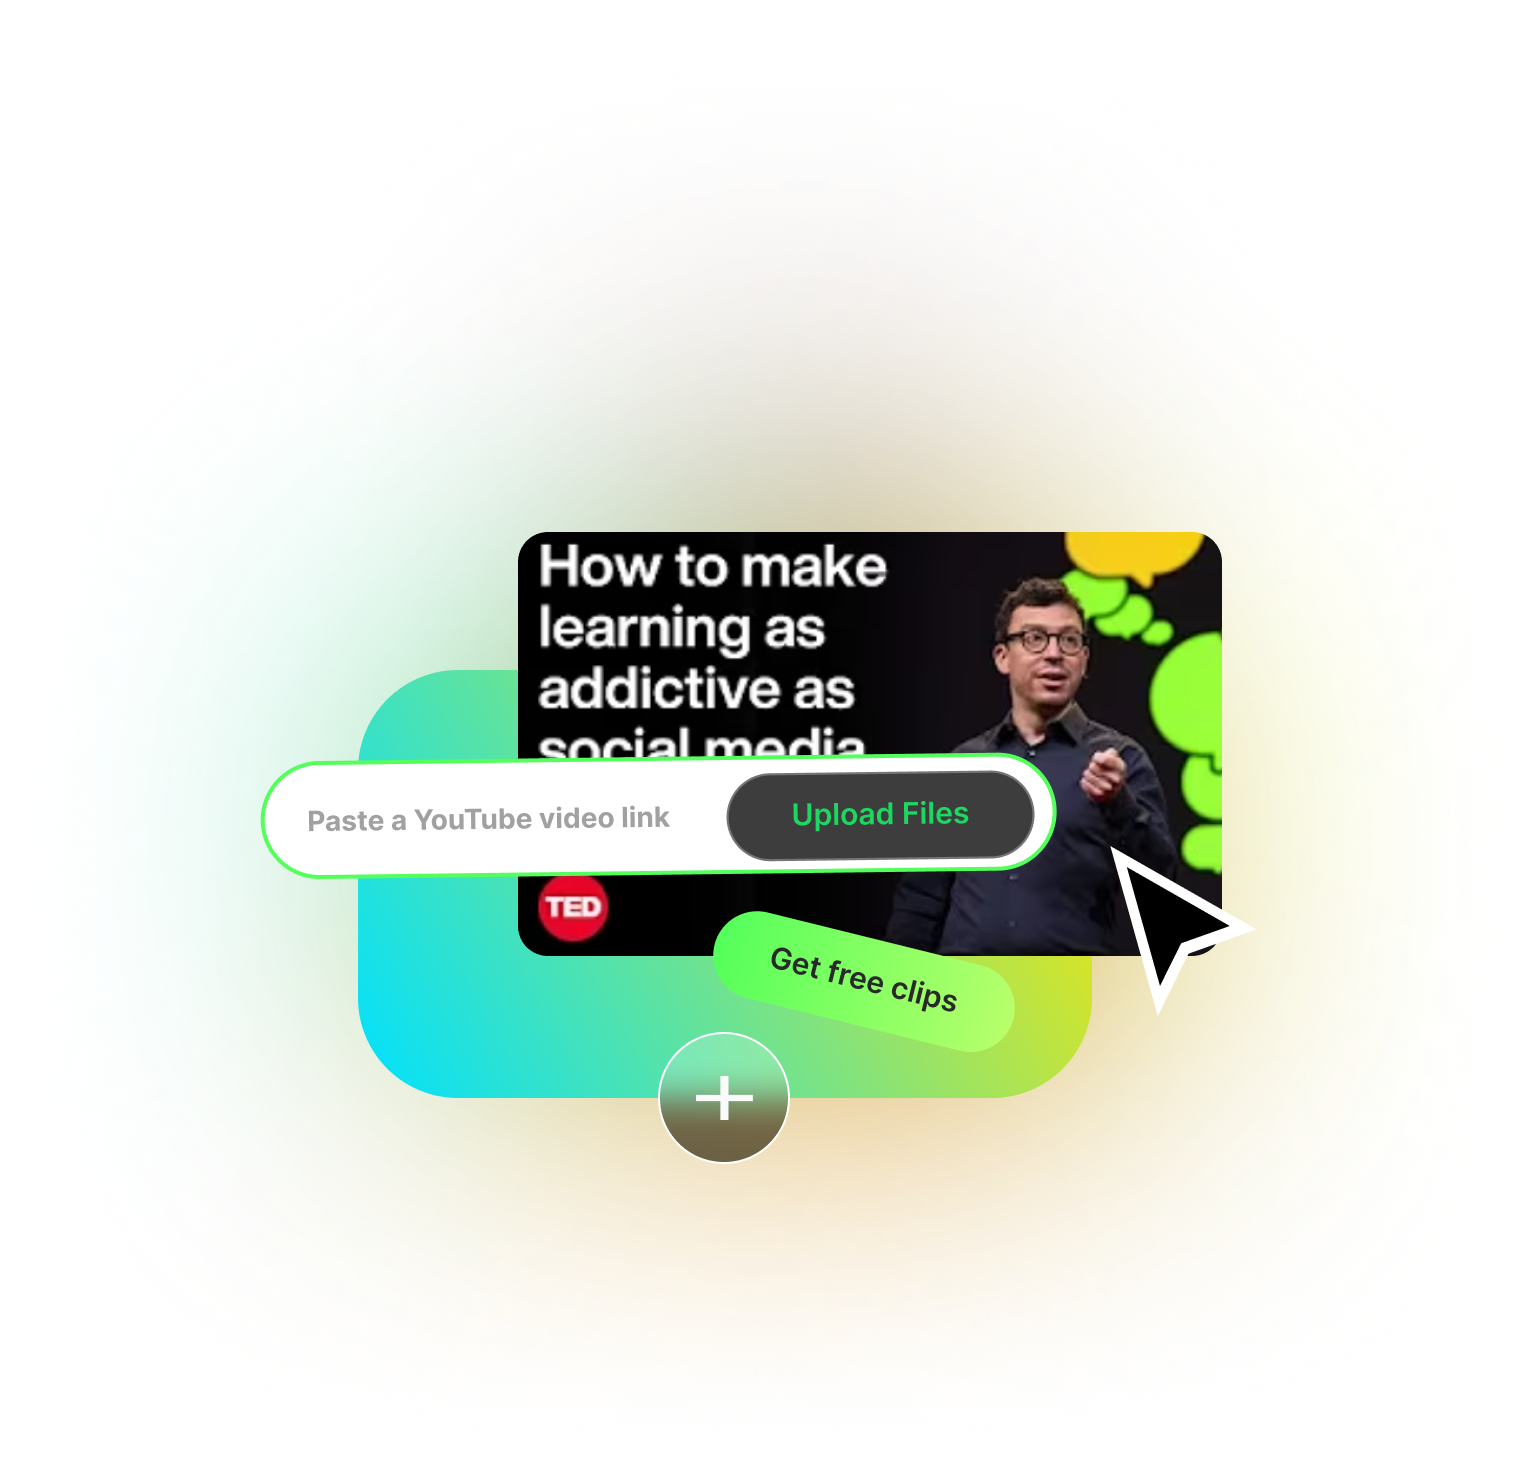 How to make
learning as
addictive as
social media
Paste a YouTube video link
Upload Files
TED
Get free clips